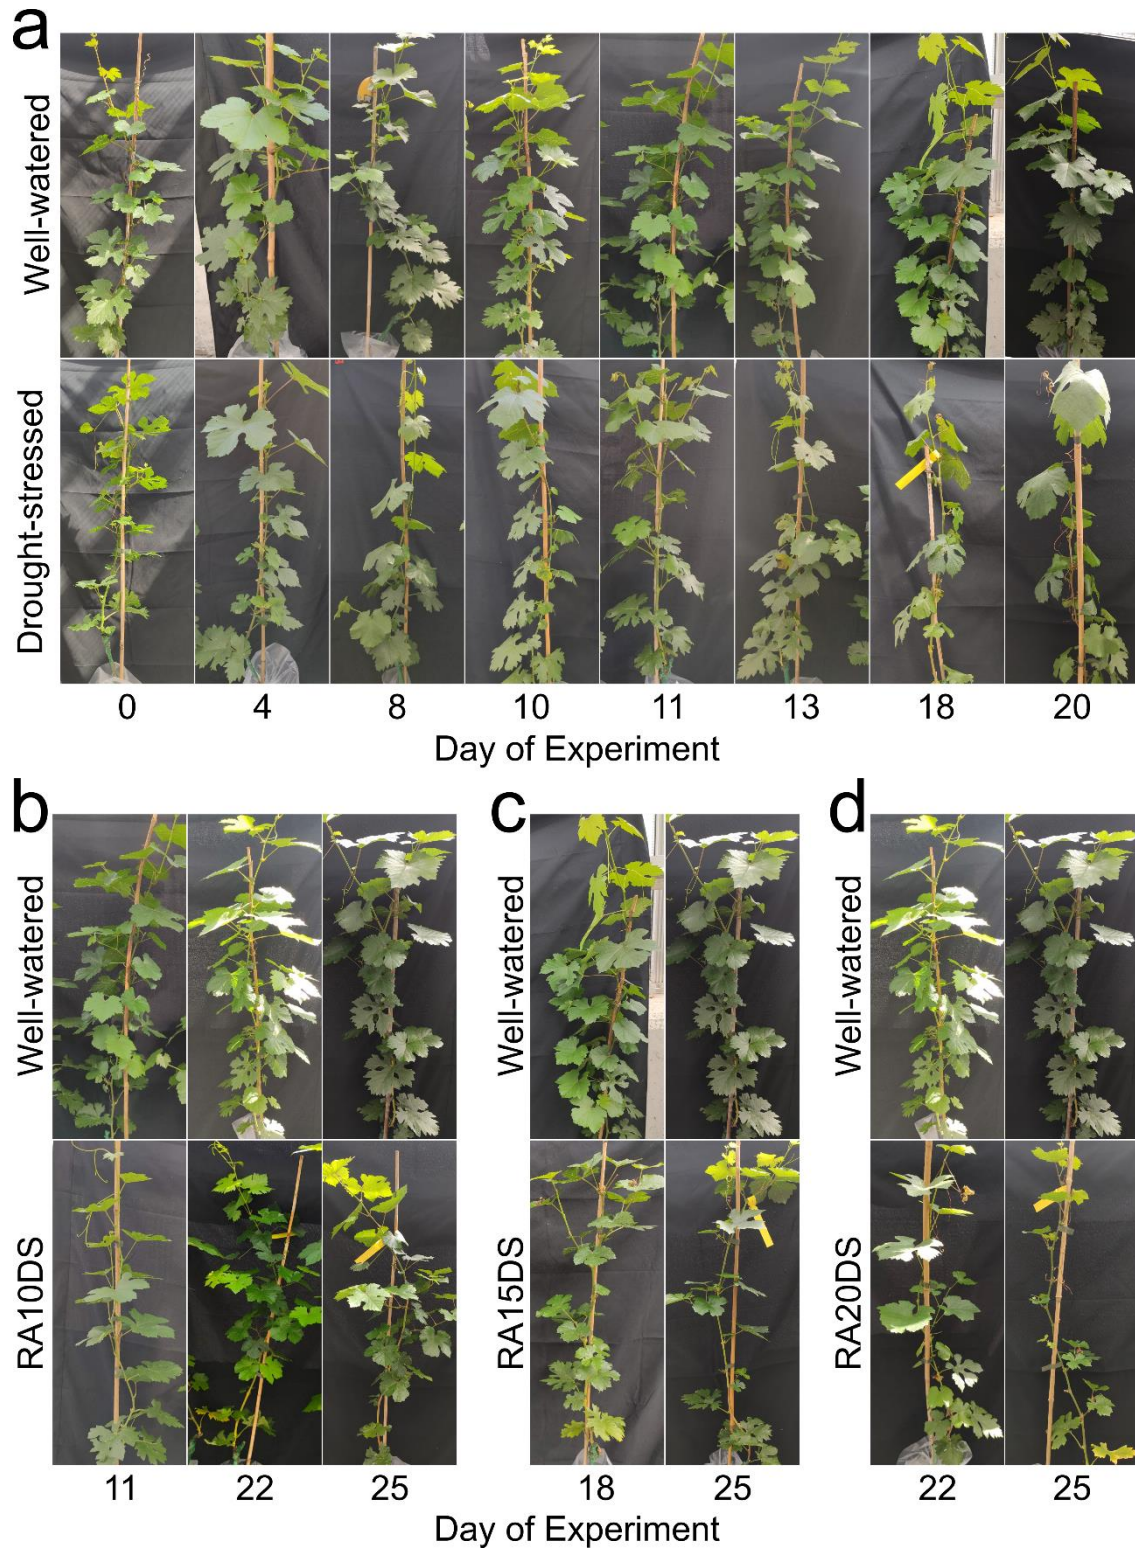 a
Well-watered
Drought-stressed
0 4 8 10 11 13 18 20
Day of Experiment
b c d
Well-watered Well-watered Well-watered
RA10DS RA15DS RA20DS
11 22 25 18 25 22 25
Day of Experiment